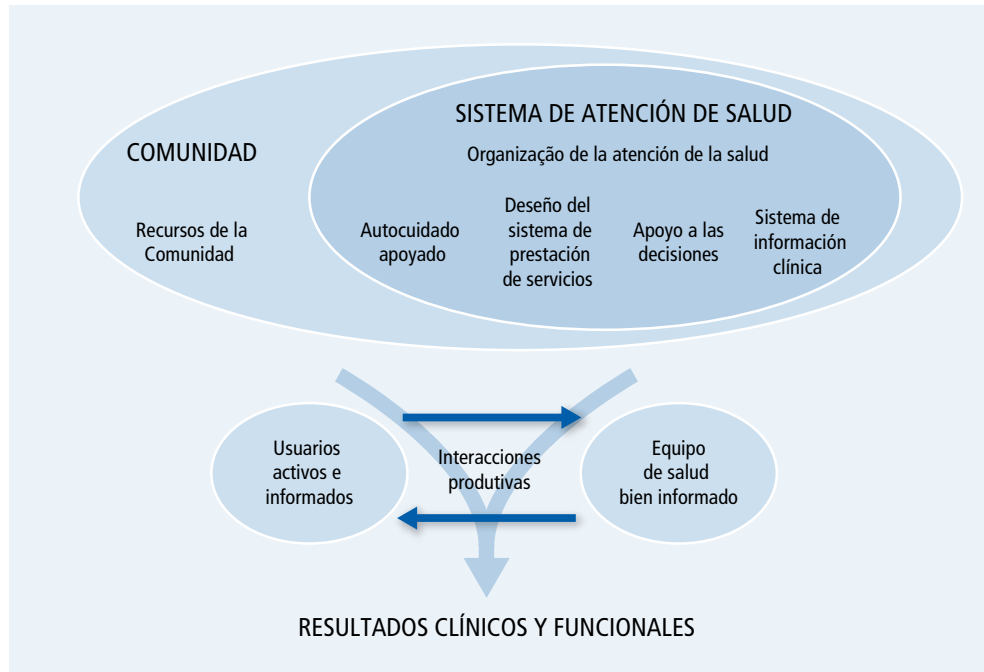 SISTEMA DE ATENCIÓN DE SALUD
Organização de la atención de la salud
COMUNIDAD
Recursos de la
Comunidad
Autocuidado
apoyado
Deseño del
sistema de
prestación
de servicios
Apoyo a las
decisiones
Sistema de
información
clínica
Usuarios
activos e
informados
Interacciones
produtivas
Equipo
de salud
bien informado
RESULTADOS CLÍNICOS Y FUNCIONALES